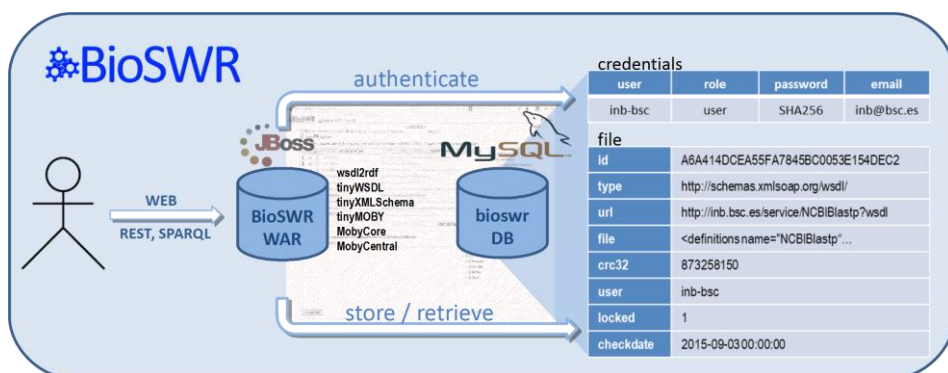 BioSWR
authenticate
credentials
user role password email
inb-bsc user SHA256 inb@bsc.es
file
id A6A414DCEA55FA7845BC0053E154DEC2
type http://schemas.xmlsoap.org/wsdl/
url http://inb.bsc.es/service/NCBIBlastp?wsdl
file <definitions name="NCBIBlastp"...
crc32 873258150
user inb-bsc
locked 1
checkdate 2015-09-03 00:00:00
JBoss
MySQL
WEB
REST, SPARQL
BioSWR
WAR
wsdl2rdf
tinyWSDL
tinyXMLSchema
tinyMOBY
MobyCore
MobyCentral
bioswr
DB
store / retrieve